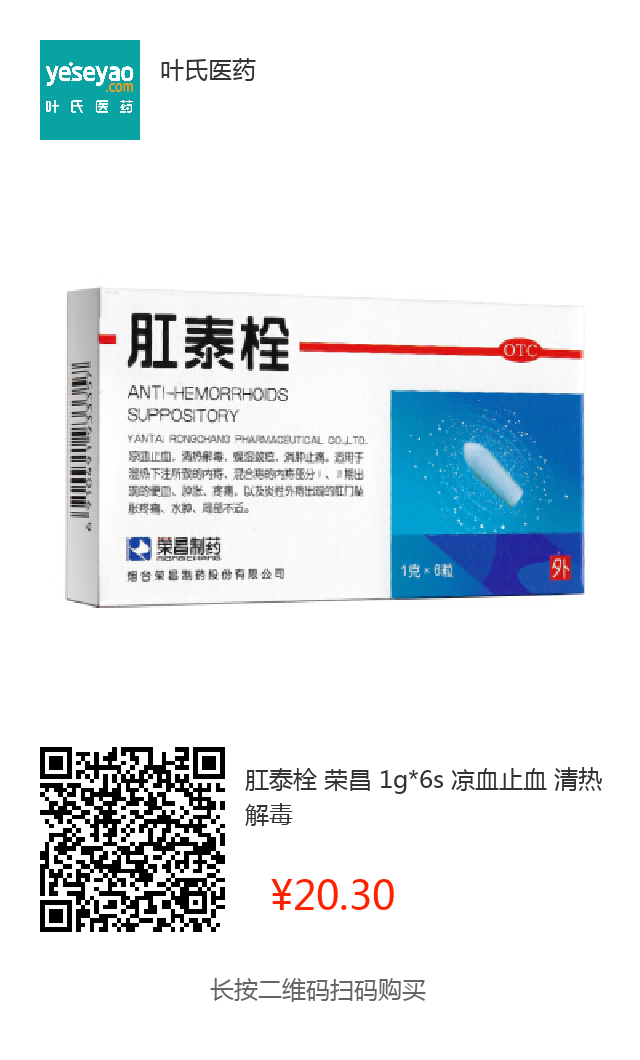 yeseyao
.com
叶氏医药
叶氏医药
肛泰栓
OTC
ANTI-HEMORRHOIDS
SUPPOSITORY
YANTAI RONGCHANG PHARMACEUTICAL CO.,LTD.
凉血止血，清热解毒，燥湿敛疮，消肿止痛。适用于
湿热下注所致的内痔、混合痔的内痔部分Ⅰ、Ⅱ期出
现的便血、肿胀、疼痛，以及炎性外痔出现的肛门坠
胀疼痛、水肿、局部不适。
荣昌制药
RONGCHANG
烟台荣昌制药股份有限公司
1克×6粒
外
肛泰栓 荣昌 1g*6s 凉血止血 清热
解毒
¥20.30
长按二维码扫码购买